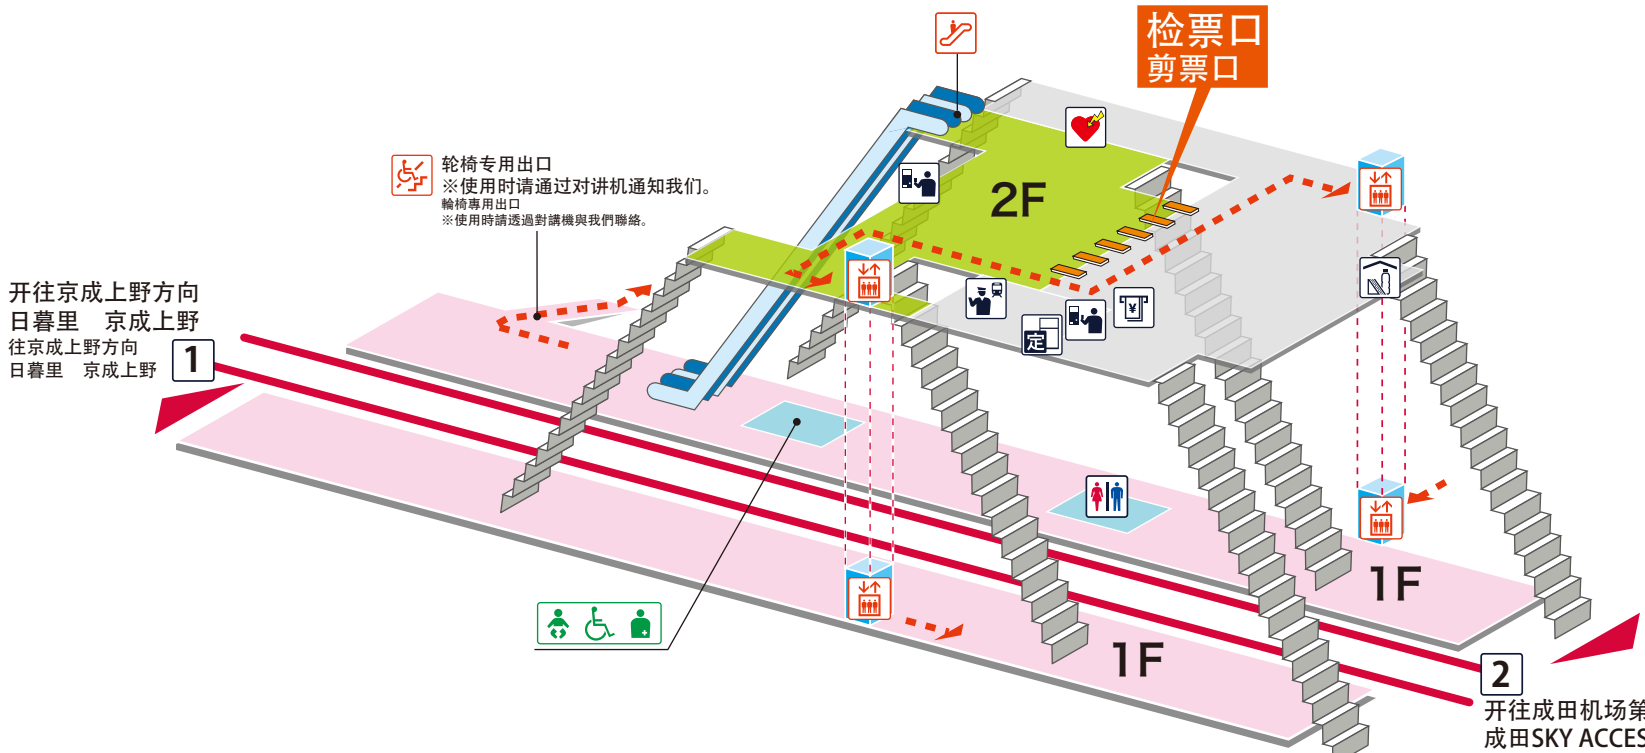 检票口
剪票口
轮椅专用出口
※使用时请通过对讲机通知我们。
輪椅專用出口
※使用時請透過對講機與我們聯絡。
2F
开往京成上野方向
日暮里　京成上野
往京成上野方向
日暮里　京成上野
1
定
¥
1F
1F
2
开往成田机场第
成田SKY ACCES